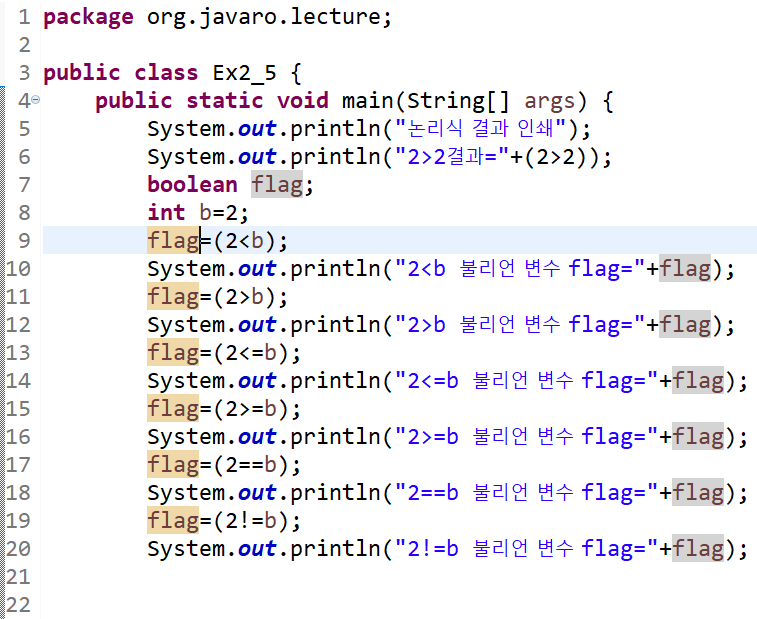 1 package org.javaro.lecture;
2
3 public class Ex2_5 {
4 public static void main(String[] args) {
5 System.out.println("논리식 결과 인쇄");
6 System.out.println("2>2결과="+(2>2));
7 boolean flag;
8 int b=2;
9 flag=(2<b);
10 System.out.println("2<b 불리언 변수 flag="+flag);
11 flag=(2>b);
12 System.out.println("2>b 불리언 변수 flag="+flag);
13 flag=(2<=b);
14 System.out.println("2<=b 불리언 변수 flag="+flag);
15 flag=(2>=b);
16 System.out.println("2>=b 불리언 변수 flag="+flag);
17 flag=(2==b);
18 System.out.println("2==b 불리언 변수 flag="+flag);
19 flag=(2!=b);
20 System.out.println("2!=b 불리언 변수 flag="+flag);
21
22